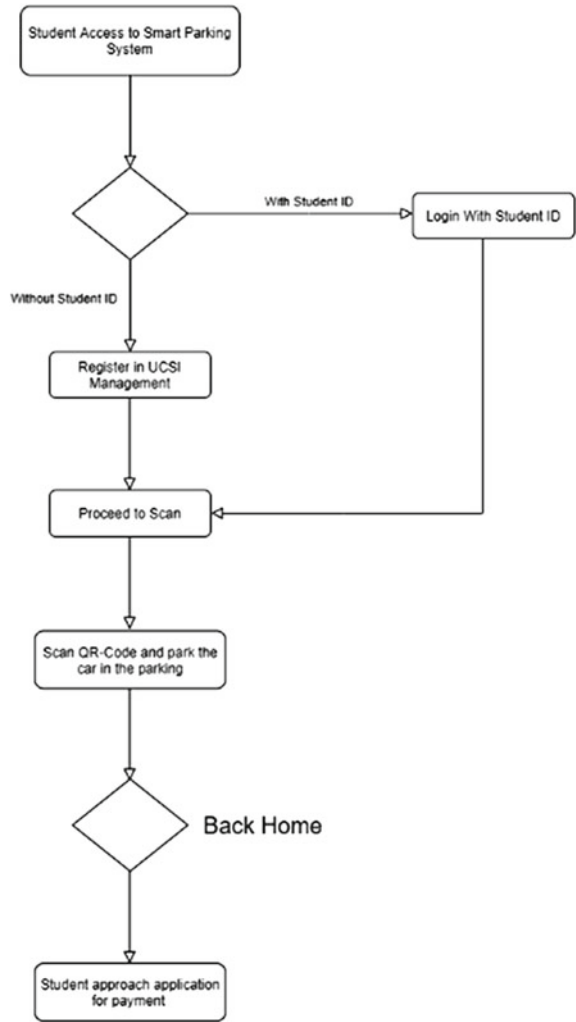 Student Access to Smart Parking
System
With Student ID
Login With Student ID
Without Student ID
Register in UCSI
Management
Proceed to Scan
Scan QR-Code and park the
car in the parking
Back Home
Student approach application
for payment